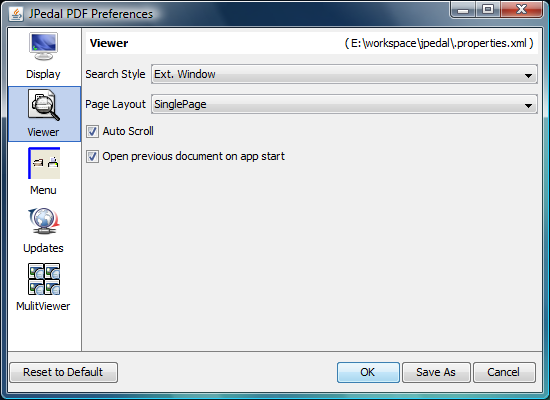 JPedal PDF Preferences
Viewer ( E:\workspace\jpedal\.properties.xml )
Display
Viewer
Menu
Updates
MulitViewer
Search Style Ext. Window
Page Layout SinglePage
Auto Scroll
Open previous document on app start
Reset to Default OK Save As Cancel